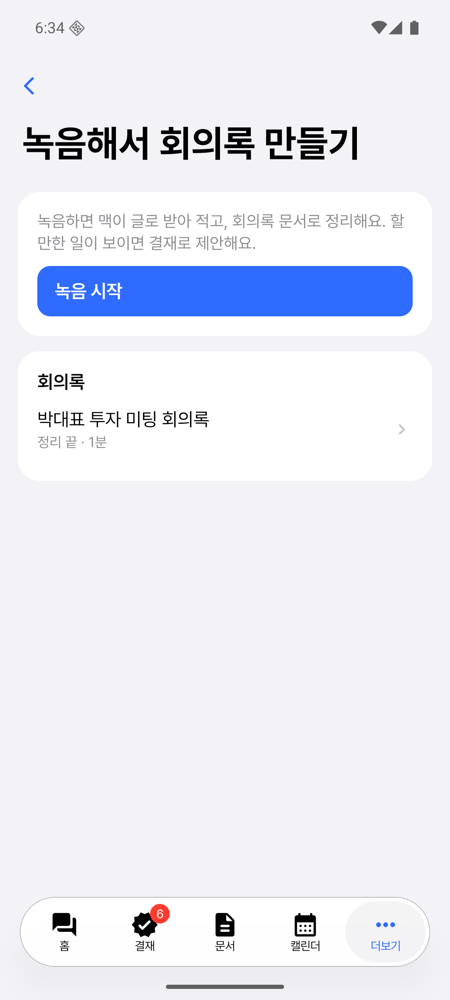 6:34
녹음해서 회의록 만들기
녹음하면 맥이 글로 받아 적고, 회의록 문서로 정리해요. 할
만한 일이 보이면 결재로 제안해요.
녹음 시작
회의록
박대표 투자 미팅 회의록
정리 끝 · 1분
6
홈
결재
문서
캘린더
더보기